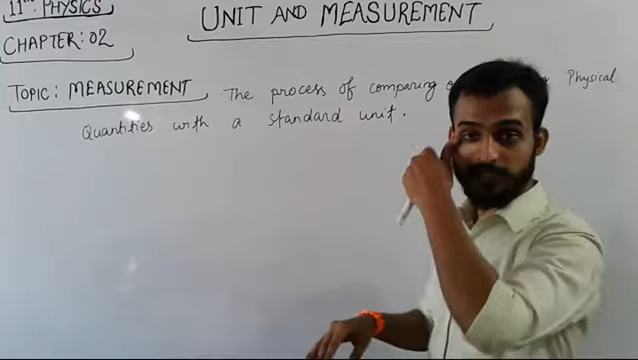 11th PHYSICS
UNIT AND MEASUREMENT
CHAPTER: 02
TOPIC: MEASUREMENT The process of comparing Physical
Quantities with a standard unit.